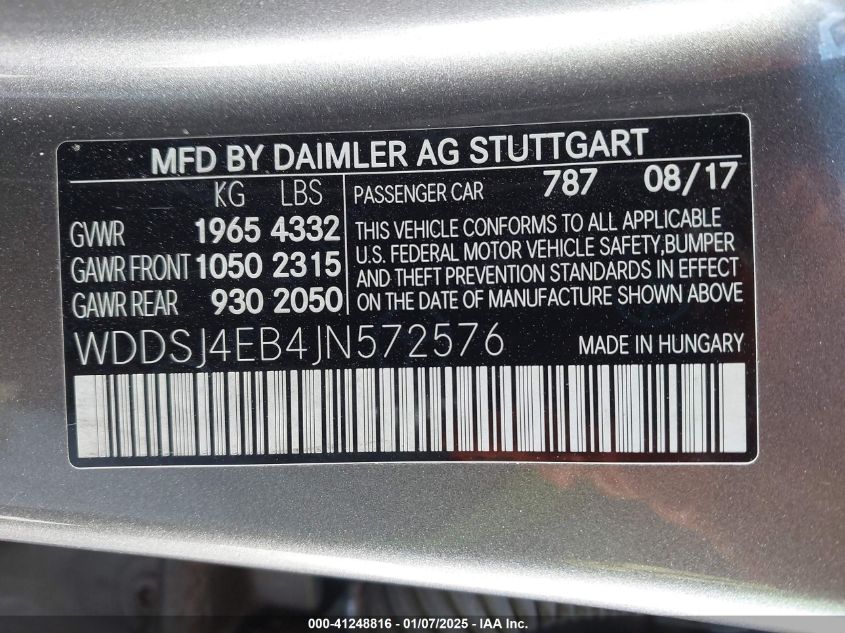 MFD BY DAIMLER AG STUTTGART
KG LBS
GVWR 1965 4332
GAWR FRONT 1050 2315
GAWR REAR 930 2050
PASSENGER CAR 787 08/17
THIS VEHICLE CONFORMS TO ALL APPLICABLE
U.S. FEDERAL MOTOR VEHICLE SAFETY,BUMPER
AND THEFT PREVENTION STANDARDS IN EFFECT
ON THE DATE OF MANUFACTURE SHOWN ABOVE
WDDSJ4EB4JN572576 MADE IN HUNGARY
000-41248816 - 01/07/2025 - IAA Inc.